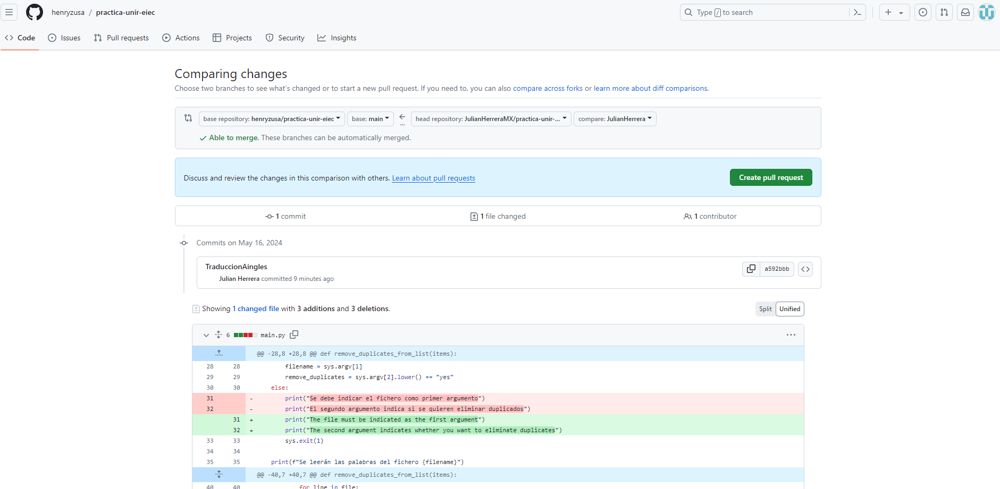 henryzusa / practica-unir-eiec
Type / to search
Code Issues Pull requests Actions Projects Security Insights
Comparing changes
Choose two branches to see what's changed or to start a new pull request. If you need to, you can also compare across forks or learn more about diff comparisons.
base repository: henryzusa/practica-unir-eiec base: main ... head repository: JulianHerreraMX/practica-unir-... compare: JulianHerrera
Able to merge. These branches can be automatically merged.
Discuss and review the changes in this comparison with others. Learn about pull requests
Create pull request
1 commit 1 file changed 1 contributor
Commits on May 16, 2024
TraduccionAingles
Julian Herrera committed 9 minutes ago
a592bbb
Showing 1 changed file with 3 additions and 3 deletions.
Split Unified
6 main.py
@@ -28,8 +28,8 @@ def remove_duplicates_from_list(items):
28 28 filename = sys.argv[1]
29 29 remove_duplicates = sys.argv[2].lower() == "yes"
30 30 else:
31 - print("Se debe indicar el fichero como primer argumento")
32 - print("El segundo argumento indica si se quieren eliminar duplicados")
31 + print("The file must be indicated as the first argument")
32 + print("The second argument indicates whether you want to eliminate duplicates")
33 33 sys.exit(1)
34 34
35 35 print(f"Se leerán las palabras del fichero {filename}")
@@ -40,7 +40,7 @@ def remove_duplicates_from_list(items):
40 40 for line in file: